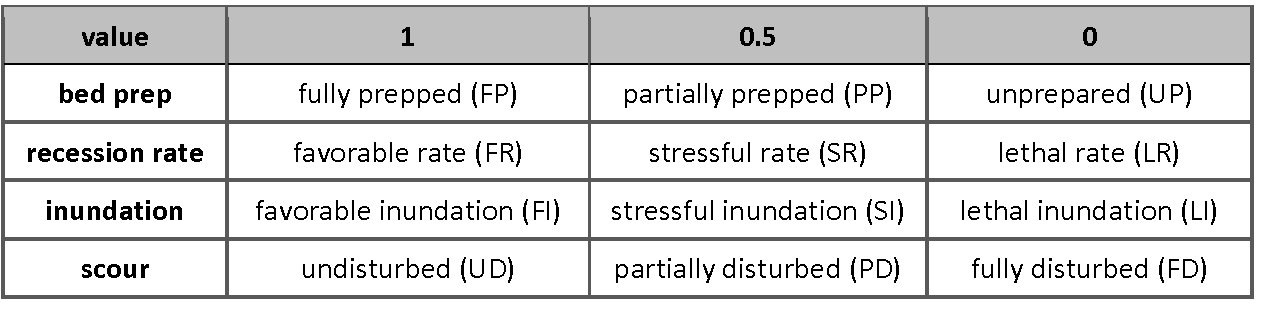 value 1 0.5 0
bed prep fully prepped (FP) partially prepped (PP) unprepared (UP)
recession rate favorable rate (FR) stressful rate (SR) lethal rate (LR)
inundation favorable inundation (FI) stressful inundation (SI) lethal inundation (LI)
scour undisturbed (UD) partially disturbed (PD) fully disturbed (FD)